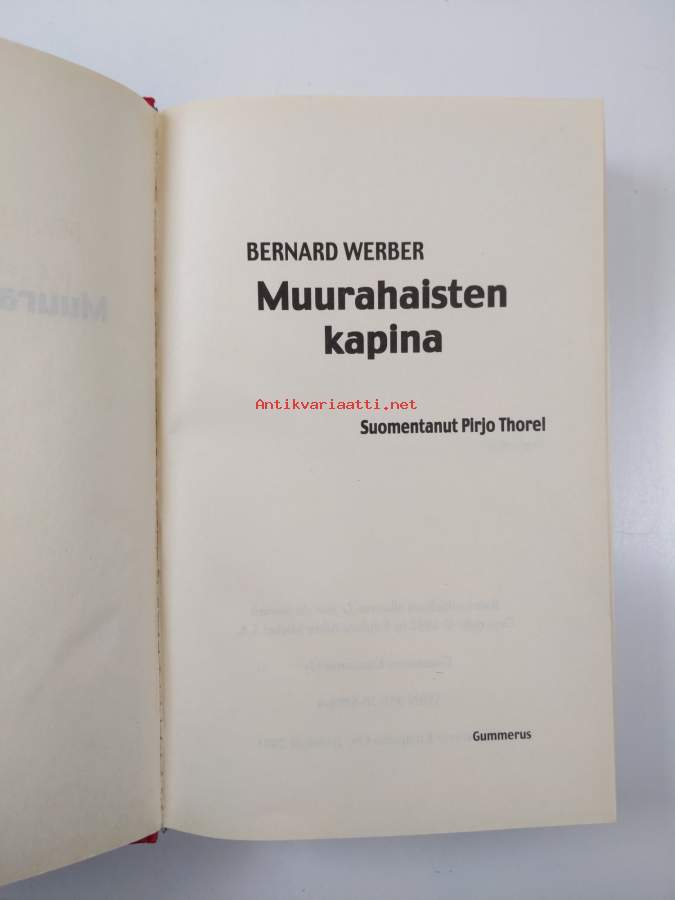 BERNARD WERBER
Muurahaisten
kapina
Antikvariaatti.net
Suomentanut Pirjo Thorel
Gummerus